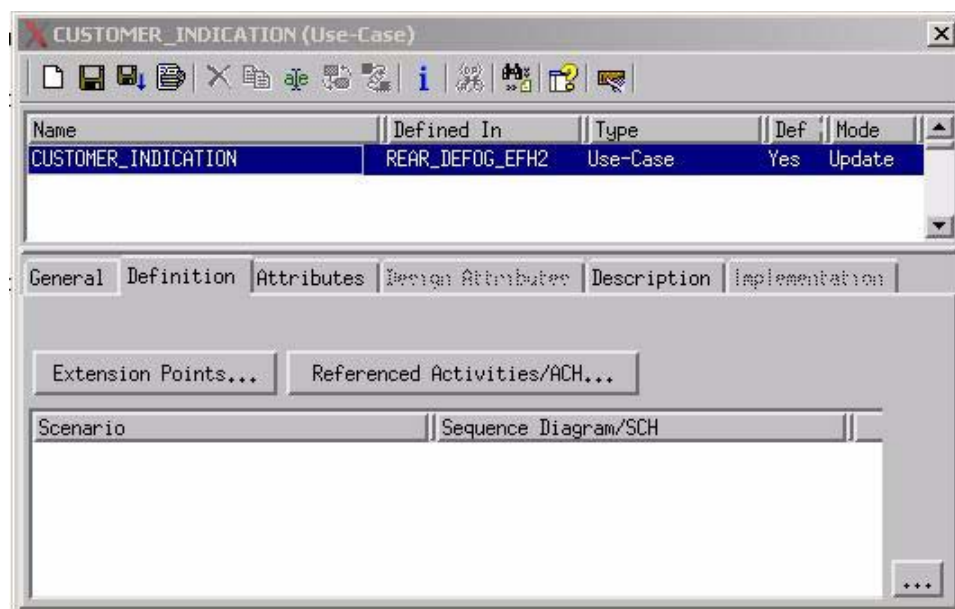 CUSTOMER_INDICATION (Use-Case)
Name Defined In Type Def Mode
CUSTOMER_INDICATION REAR_DEFOG_EFH2 Use-Case Yes Update
General Definition Attributes Design Attributes Description Implementation
Extension Points... Referenced Activities/ACH...
Scenario Sequence Diagram/SCH
...